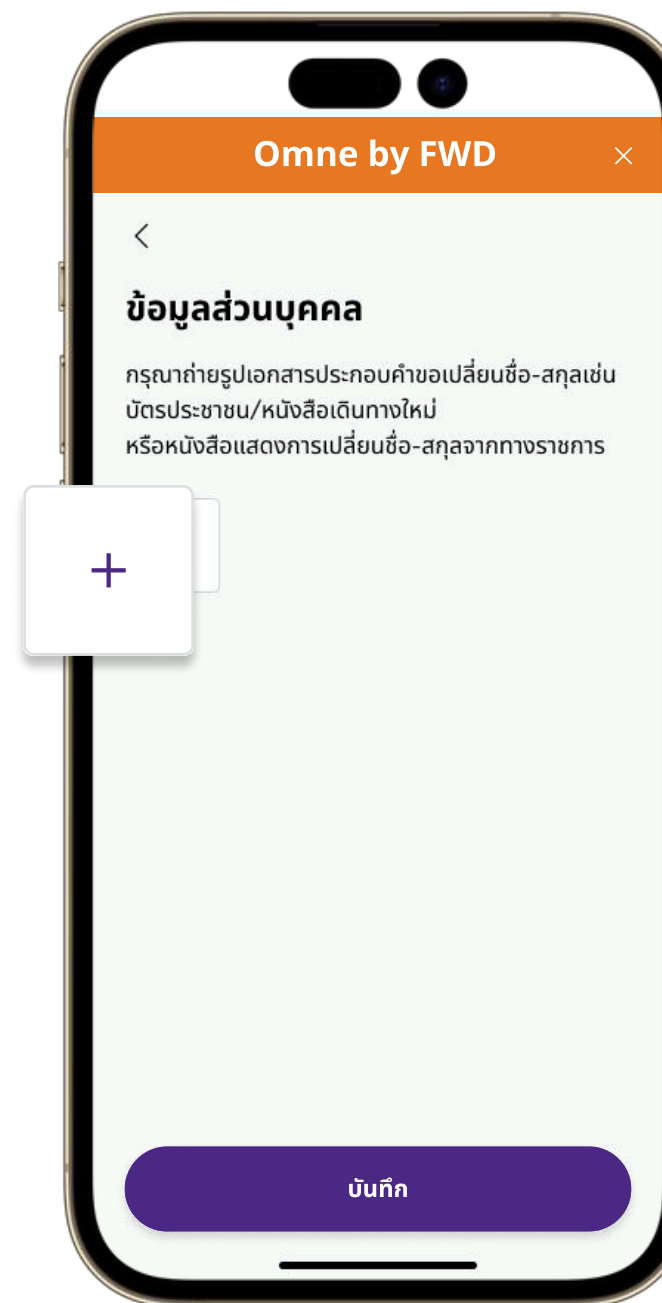 Omne by FWD
ข้อมูลส่วนบุคคล
กรุณาถ่ายรูปเอกสารประกอบคำขอเปลี่ยนชื่อ-สกุลเช่น
บัตรประชาชน/หนังสือเดินทางใหม่
หรือหนังสือแสดงการเปลี่ยนชื่อ-สกุลจากทางราชการ
+
บันทึก